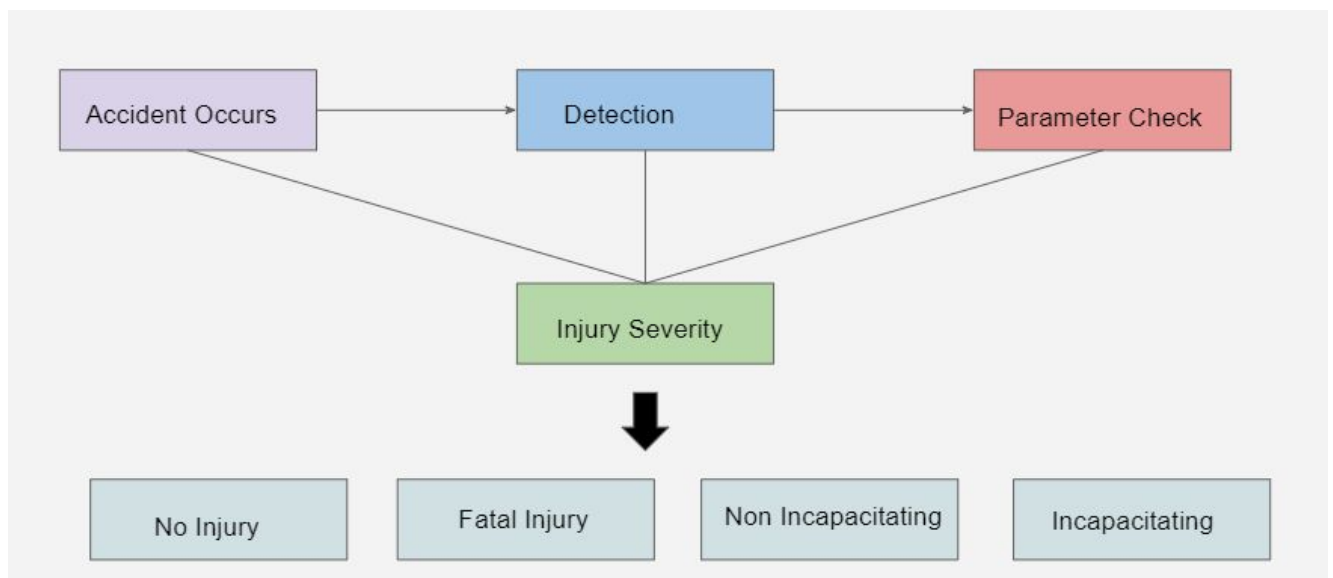 Accident Occurs
Detection
Parameter Check
Injury Severity
No Injury
Fatal Injury
Non Incapacitating
Incapacitating